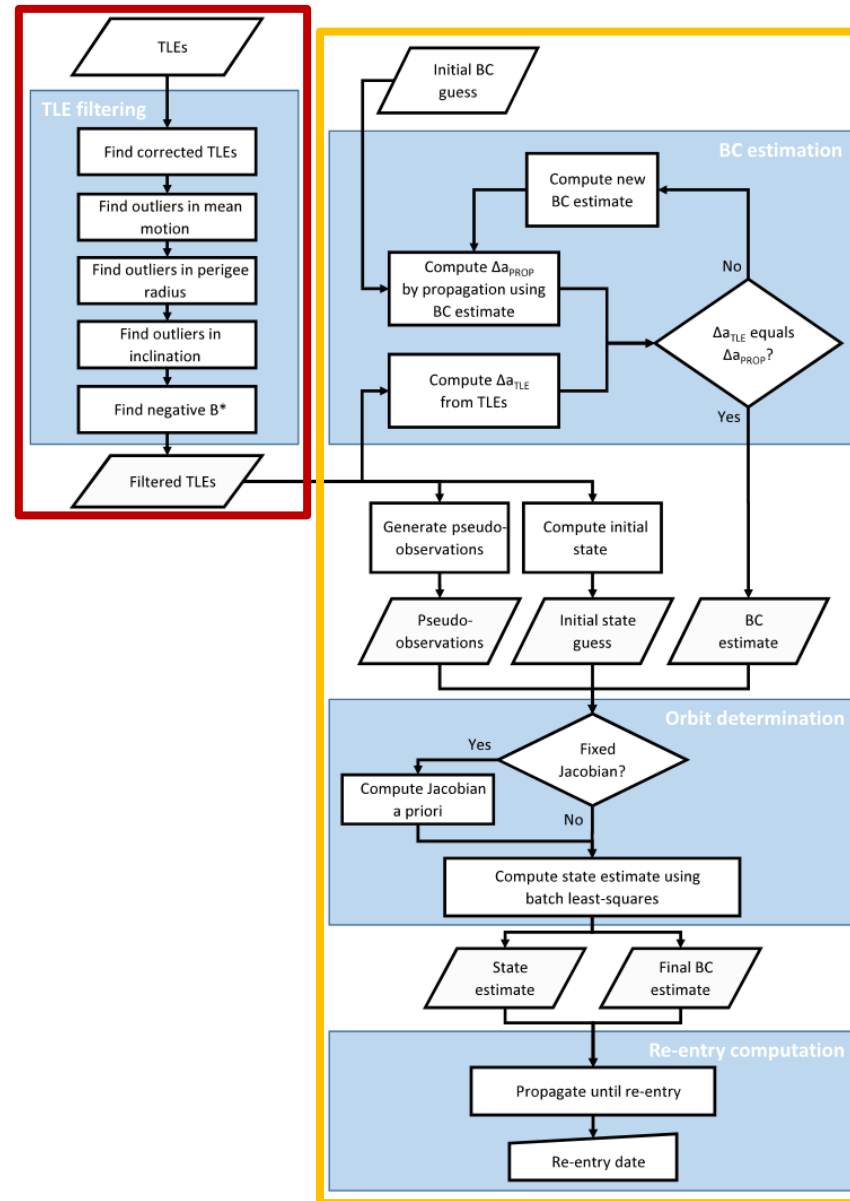 TLEs
TLE filtering
Find corrected TLEs
Find outliers in mean
motion
Find outliers in perigee
radius
Find outliers in
inclination
Find negative B*
Filtered TLEs
Initial BC
guess
BC estimation
Compute new
BC estimate
Compute ΔaPROP
by propagation using
BC estimate
No
ΔaTLE equals
ΔaPROP?
Compute ΔaTLE
from TLEs
Yes
Generate pseudo-
observations
Compute initial
state
Pseudo-
observations
Initial state
guess
BC
estimate
Orbit determination
Yes
Fixed
Jacobian?
Compute Jacobian
a priori
No
Compute state estimate using
batch least-squares
State
estimate
Final BC
estimate
Re-entry computation
Propagate until re-entry
Re-entry date